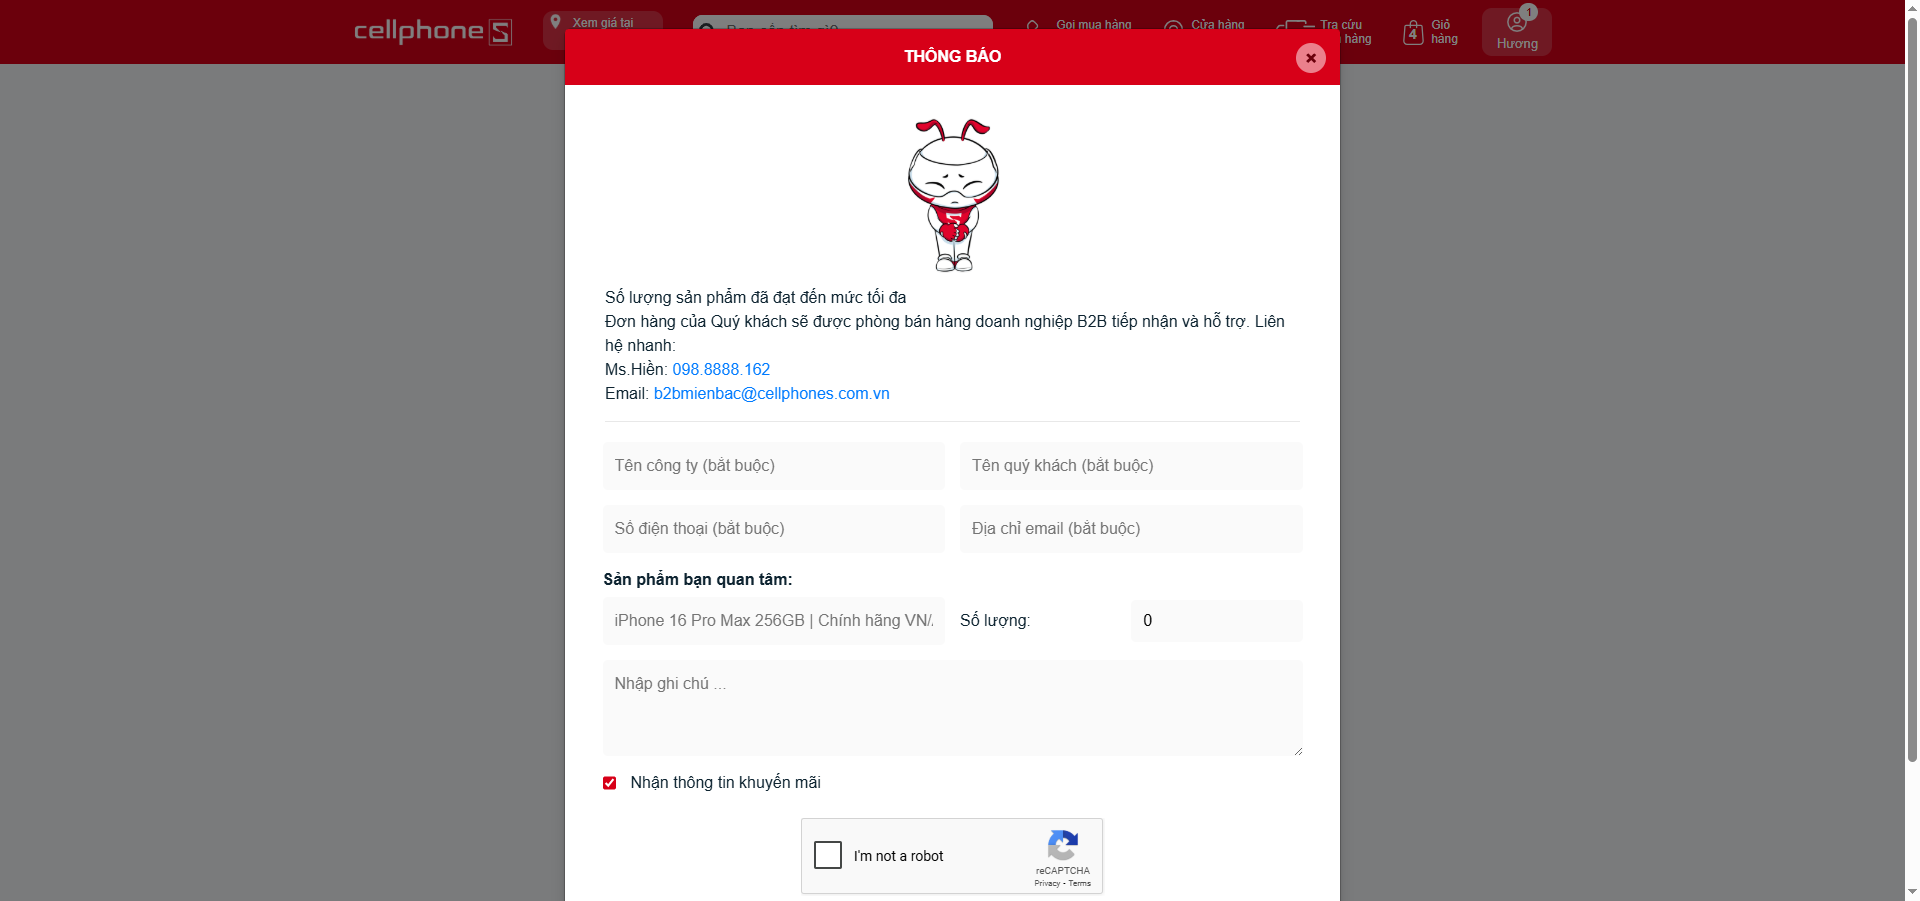 cellphoneS
Xem giá tại
Gọi mua hàng
Cửa hàng
Tra cứu
hàng
Giỏ
hàng
4
1
Hương
THÔNG BÁO
Số lượng sản phẩm đã đạt đến mức tối đa
Đơn hàng của Quý khách sẽ được phòng bán hàng doanh nghiệp B2B tiếp nhận và hỗ trợ. Liên
hệ nhanh:
Ms.Hiền: 098.8888.162
Email: b2bmienbac@cellphones.com.vn
Tên công ty (bắt buộc)
Tên quý khách (bắt buộc)
Số điện thoại (bắt buộc)
Địa chỉ email (bắt buộc)
Sản phẩm bạn quan tâm:
iPhone 16 Pro Max 256GB | Chính hãng VN/
Số lượng:
0
Nhập ghi chú ...
Nhận thông tin khuyến mãi
I'm not a robot
reCAPTCHA
Privacy - Terms